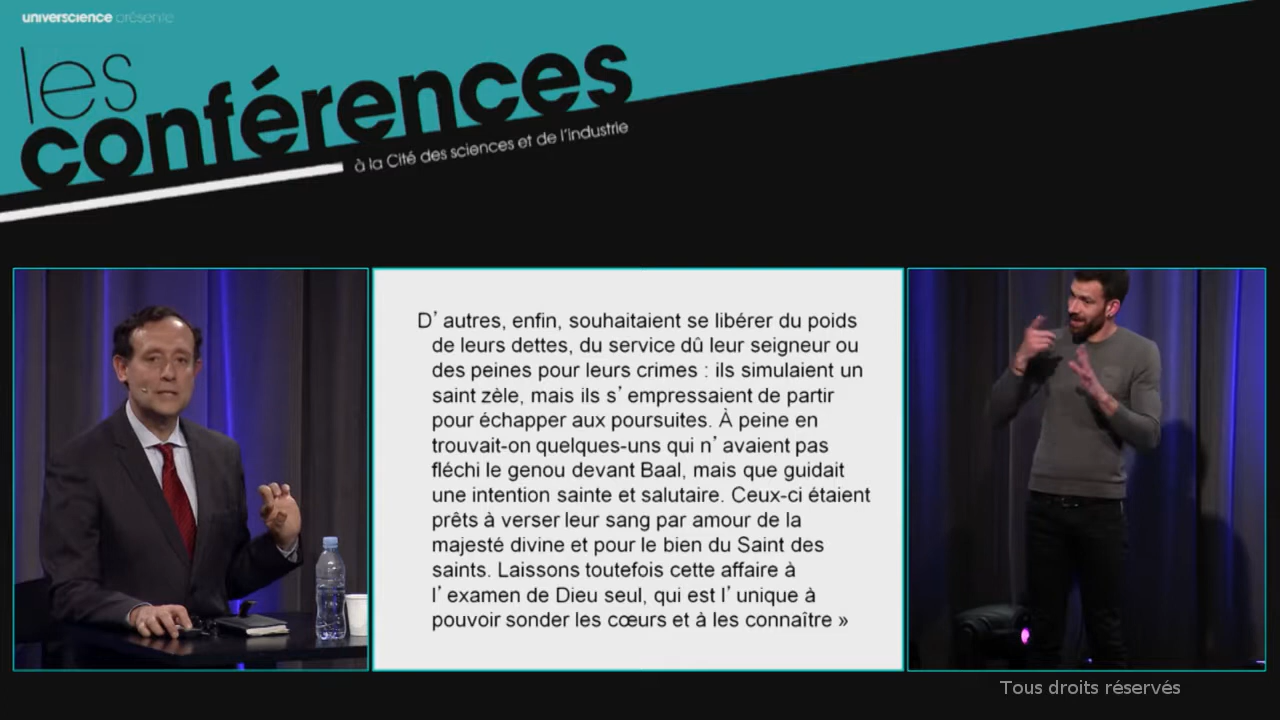 universcience présente
les
conférences
à la Cité des sciences et de l'industrie
D’ autres, enfin, souhaitaient se libérer du poids
de leurs dettes, du service dû leur seigneur ou
des peines pour leurs crimes : ils simulaient un
saint zèle, mais ils s’ empressaient de partir
pour échapper aux poursuites. À peine en
trouvait-on quelques-uns qui n’ avaient pas
fléchi le genou devant Baal, mais que guidait
une intention sainte et salutaire. Ceux-ci étaient
prêts à verser leur sang par amour de la
majesté divine et pour le bien du Saint des
saints. Laissons toutefois cette affaire à
l’ examen de Dieu seul, qui est l’ unique à
pouvoir sonder les cœurs et à les connaître »
Tous droits réservés